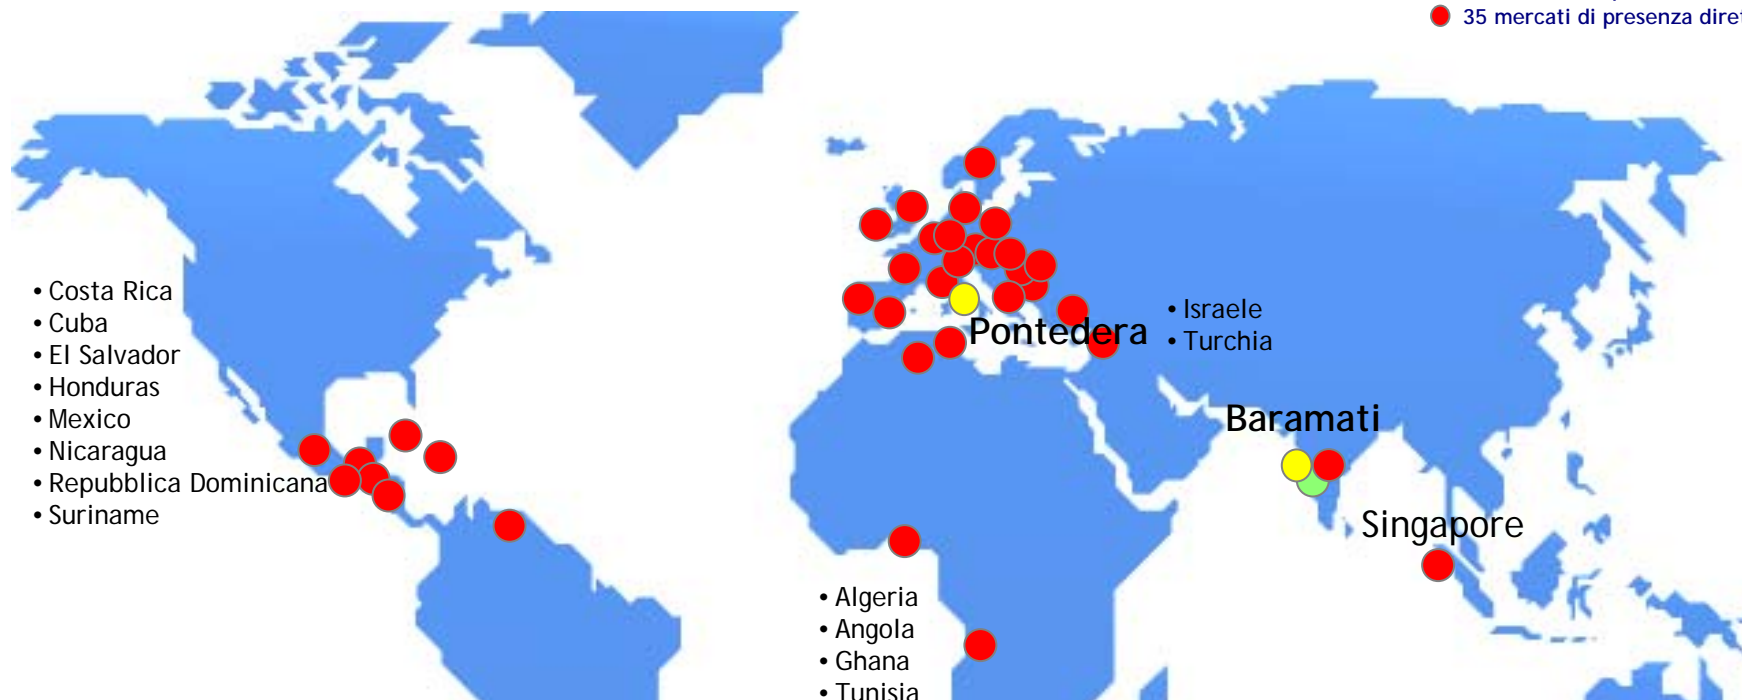 35 mercati di presenza
• Costa Rica
• Cuba
• El Salvador
• Honduras
• Mexico
• Nicaragua
• Repubblica Dominicana
• Suriname
Pontedera
• Israele
• Turchia
Baramati
Singapore
• Algeria
• Angola
• Ghana
• Tunisia